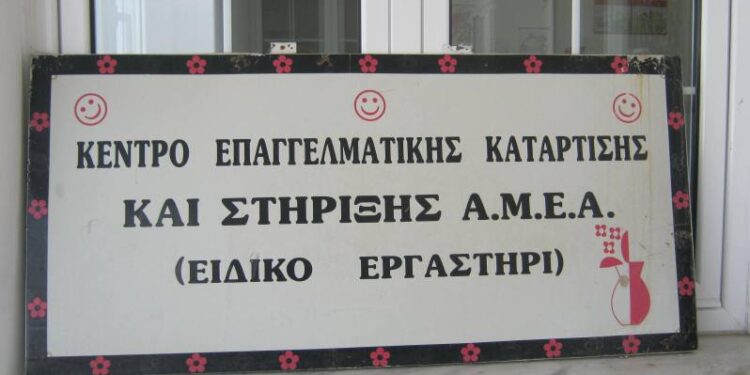 ΚΕΝΤΡΟ ΕΠΑΓΓΕΛΜΑΤΙΚΗΣ ΚΑΤΑΡΤΙΣΗΣ
ΚΑΙ ΣΤΗΡΙΞΗΣ Α.Μ.Ε.Α.
(ΕΙΔΙΚΟ ΕΡΓΑΣΤΗΡΙ)